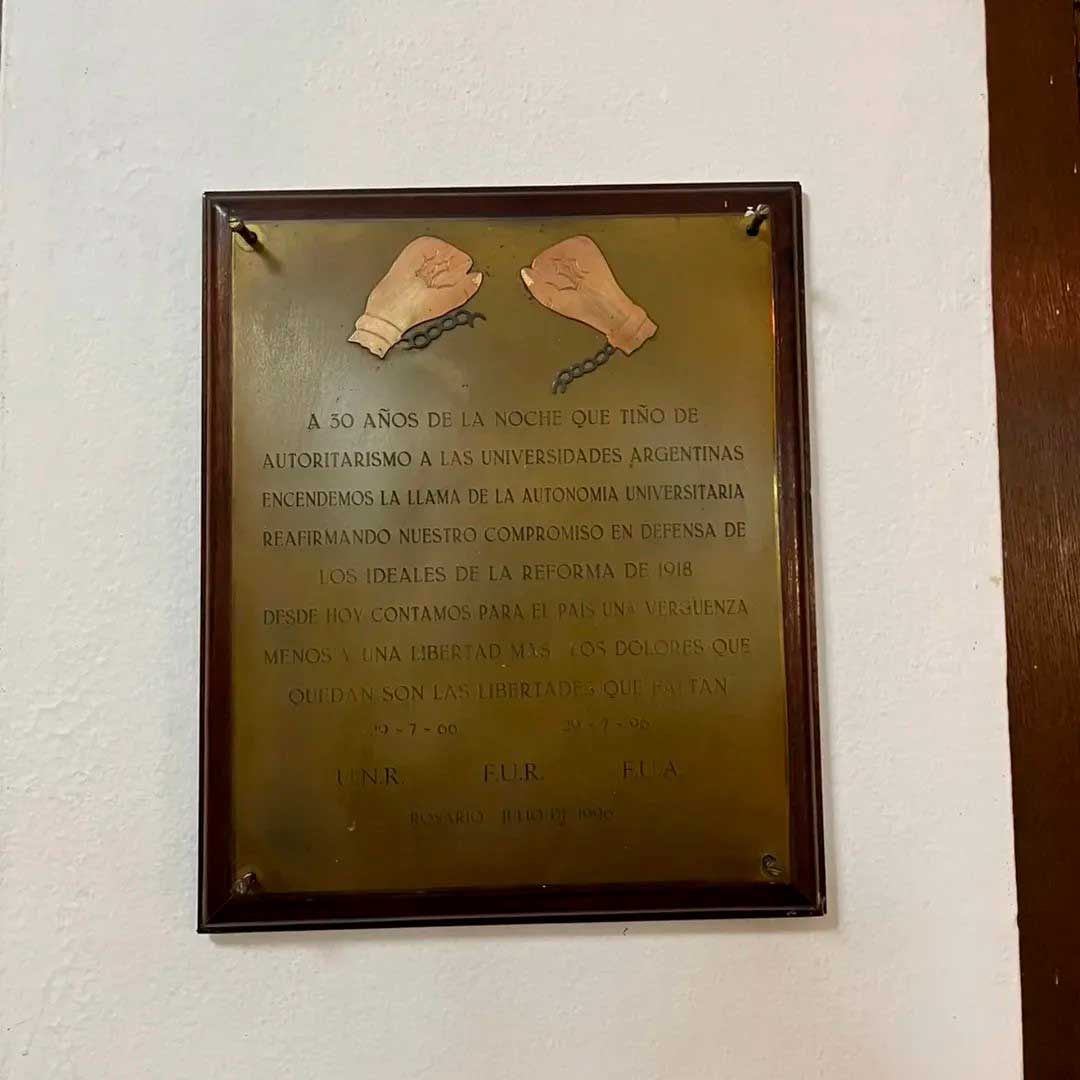 A 30 AÑOS DE LA NOCHE QUE TIÑO DE
AUTORITARISMO A LAS UNIVERSIDADES ARGENTINAS
ENCENDEMOS LA LLAMA DE LA AUTONOMIA UNIVERSITARIA
REAFIRMANDO NUESTRO COMPROMISO EN DEFENSA DE
LOS IDEALES DE LA REFORMA DE 1918
DESDE HOY CONTAMOS PARA EL PAIS UNA VERGÜENZA
MENOS Y UNA LIBERTAD MAS LOS DOLORES QUE
QUEDAN SON LAS LIBERTADES QUE FALTAN
29 - 7 - 66 29 - 7 - 96
U.N.R. F.U.R. F.U.A.
ROSARIO JULIO DE 1996